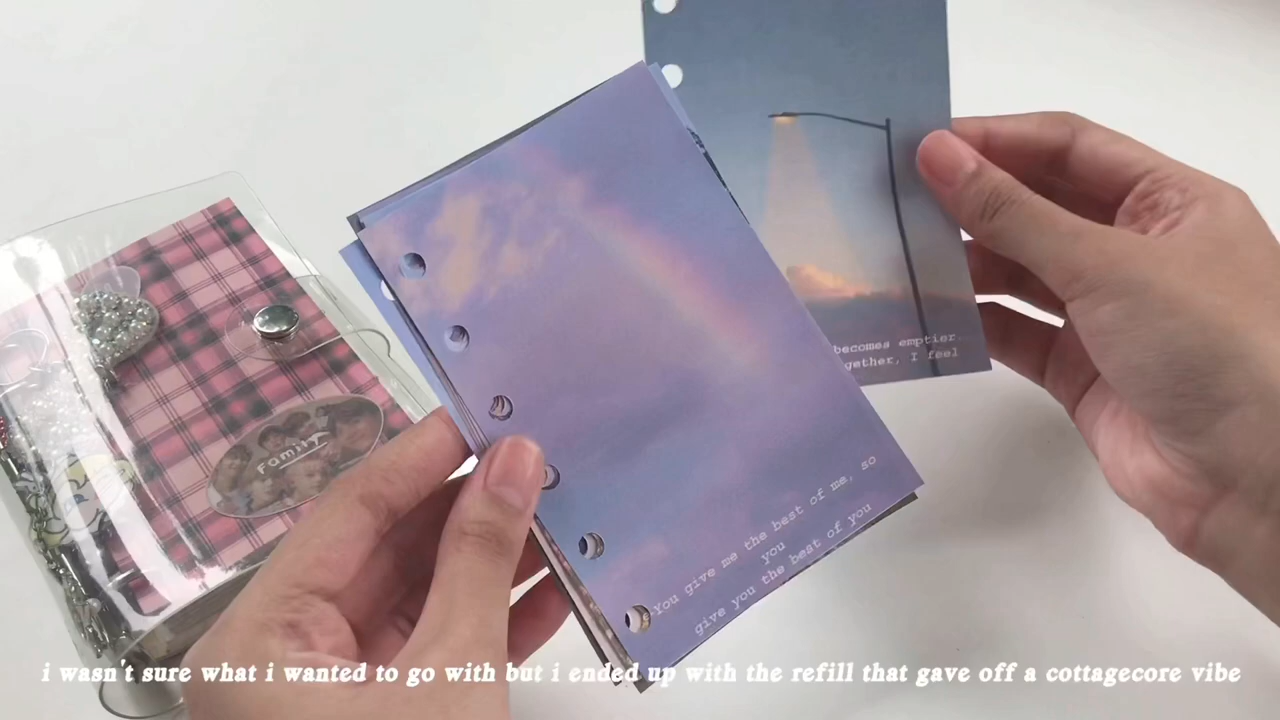 becomes emptier.
gether, I feel
You give me the best of me, so
you
give you the best of you
Family
i wasn't sure what i wanted to go with but i ended up with the refill that gave off a cottagecore vibe